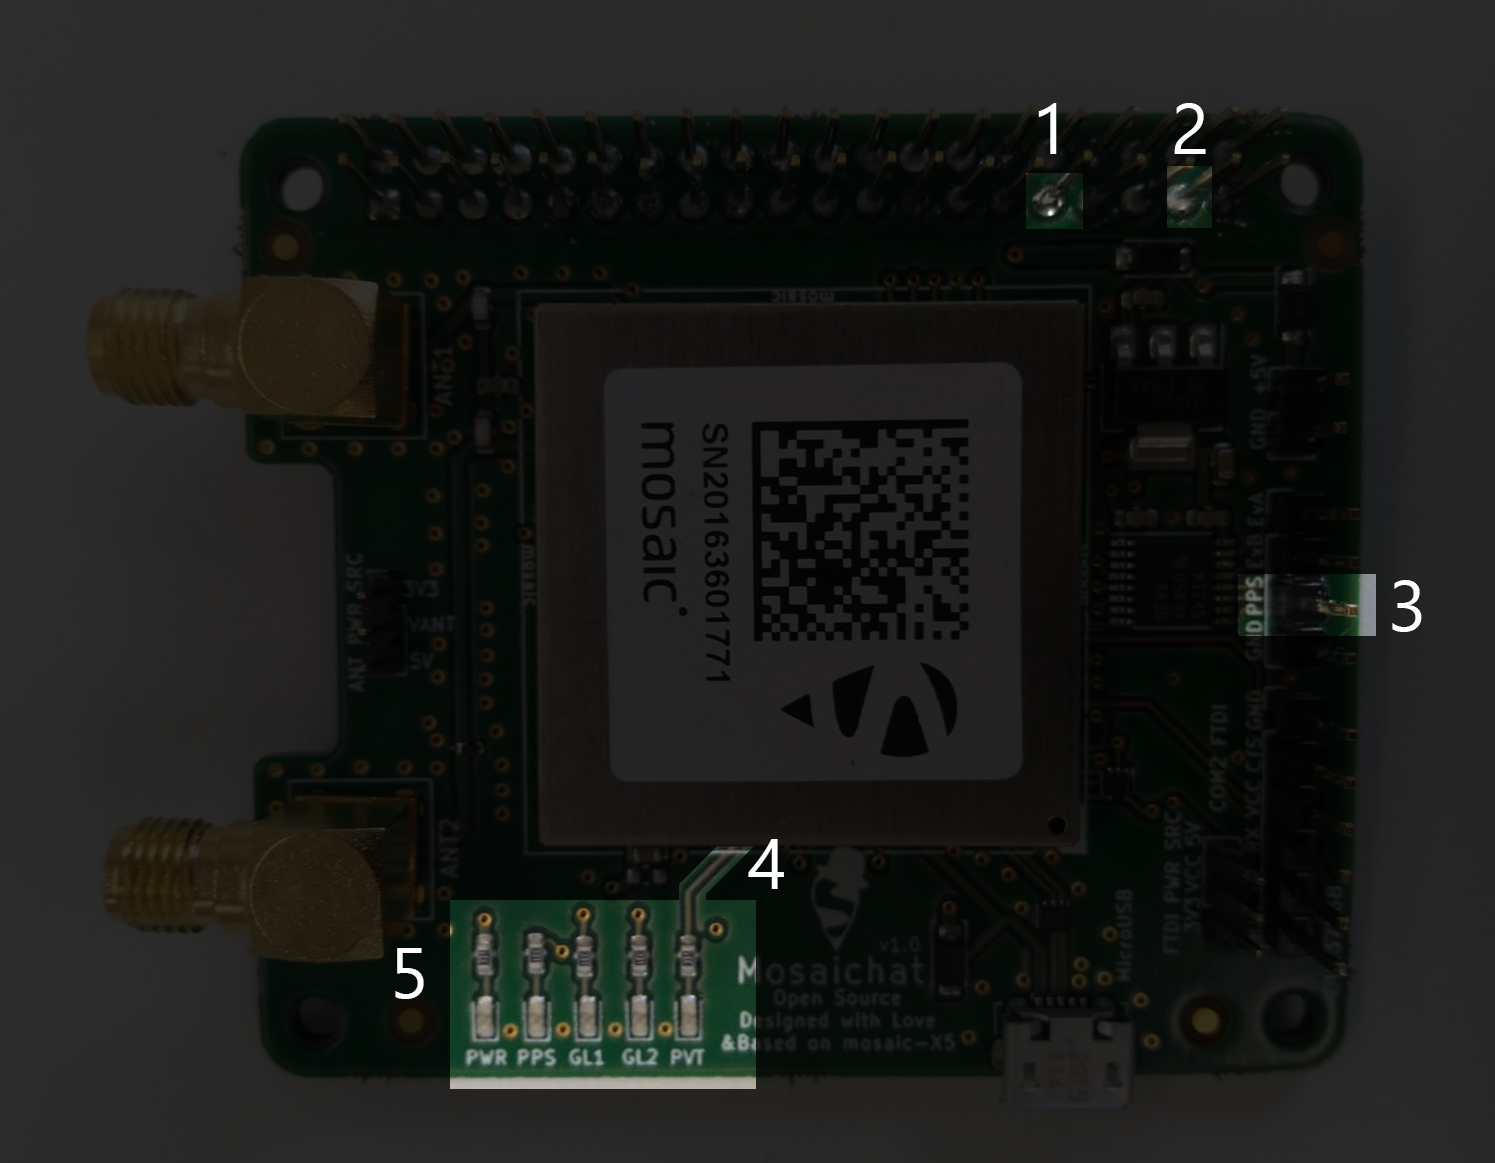 1
2
ANT1
mosaic
mosaic
SN20163601771
mosaic
GND +5V
GND PPS EvB EvA
3
ANT PWR SRC
3V3
VANT
5V
COM2 FTDI
RX VCC CTS GND
FTDI PWR SRC
3V3 VCC 5V
MicroUSB
ANT2
4
5
PWR PPS GL1 GL2 PVT
v1.0
Mosaichat
Open Source
Designed with Love
&Based on mosaic-X5